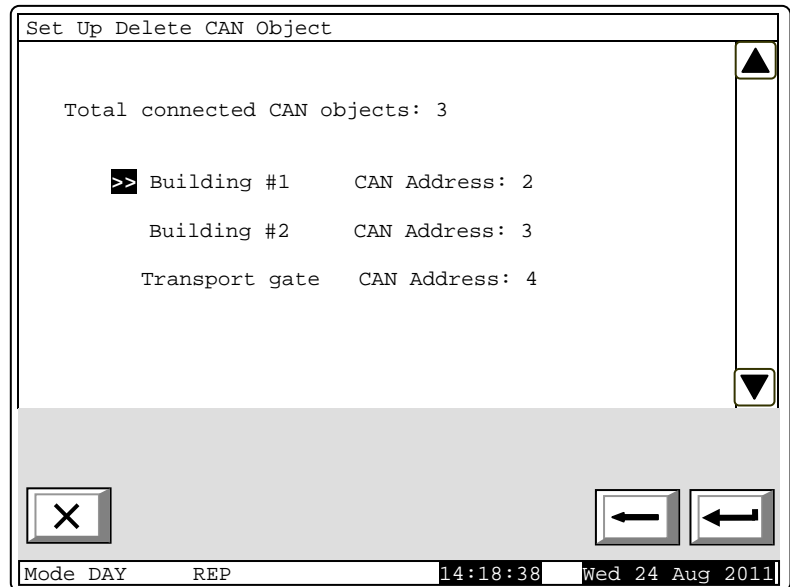 Set Up Delete CAN Object
Total connected CAN objects: 3
>> Building #1 CAN Address: 2
Building #2 CAN Address: 3
Transport gate CAN Address: 4
Mode DAY REP 14:18:38 Wed 24 Aug 2011